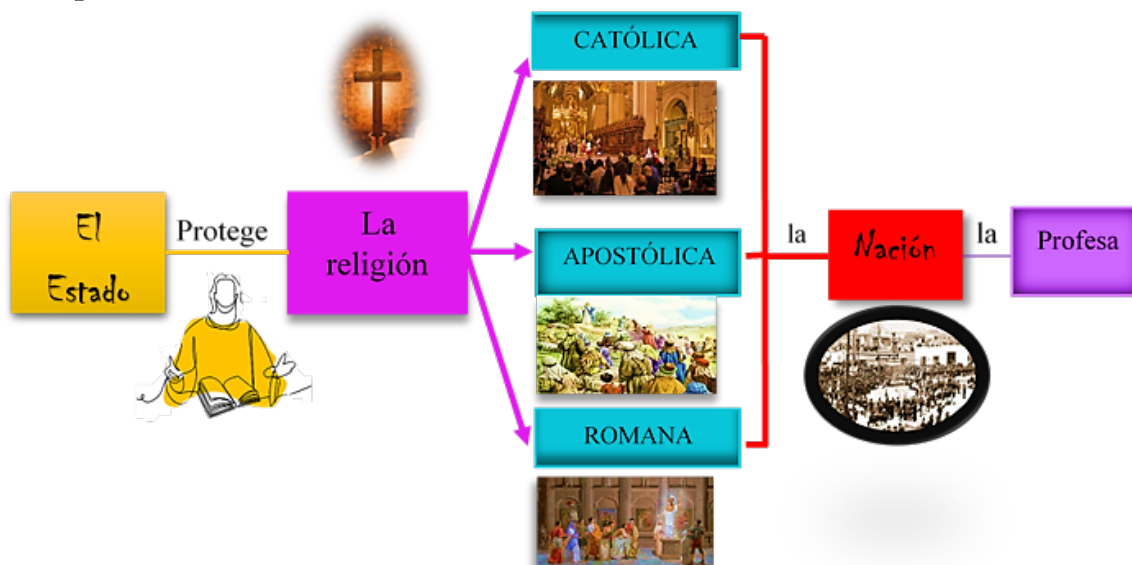 El
Estado
Protege
La
religión
CATÓLICA
APOSTÓLICA
ROMANA
la
Nación
la
Profesa